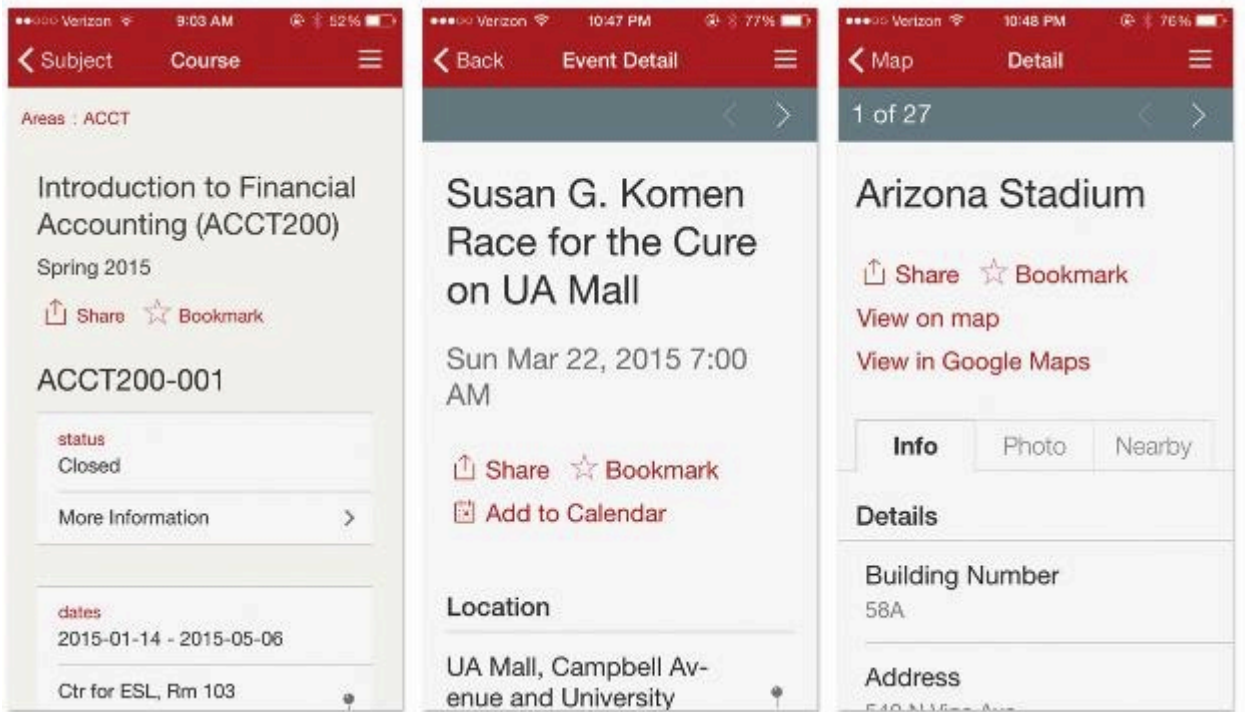 Verizon 9:03 AM 52%
Subject Course
Areas : ACCT
Introduction to Financial
Accounting (ACCT200)
Spring 2015
Share Bookmark
ACCT200-001
status
Closed
More Information
dates
2015-01-14 - 2015-05-06
Ctr for ESL, Rm 103
Verizon 10:47 PM 77%
Back Event Detail
Susan G. Komen
Race for the Cure
on UA Mall
Sun Mar 22, 2015 7:00
AM
Share Bookmark
Add to Calendar
Location
UA Mall, Campbell Av-
enue and University
Verizon 10:48 PM 76%
Map Detail
1 of 27
Arizona Stadium
Share Bookmark
View on map
View in Google Maps
Info Photo Nearby
Details
Building Number
58A
Address